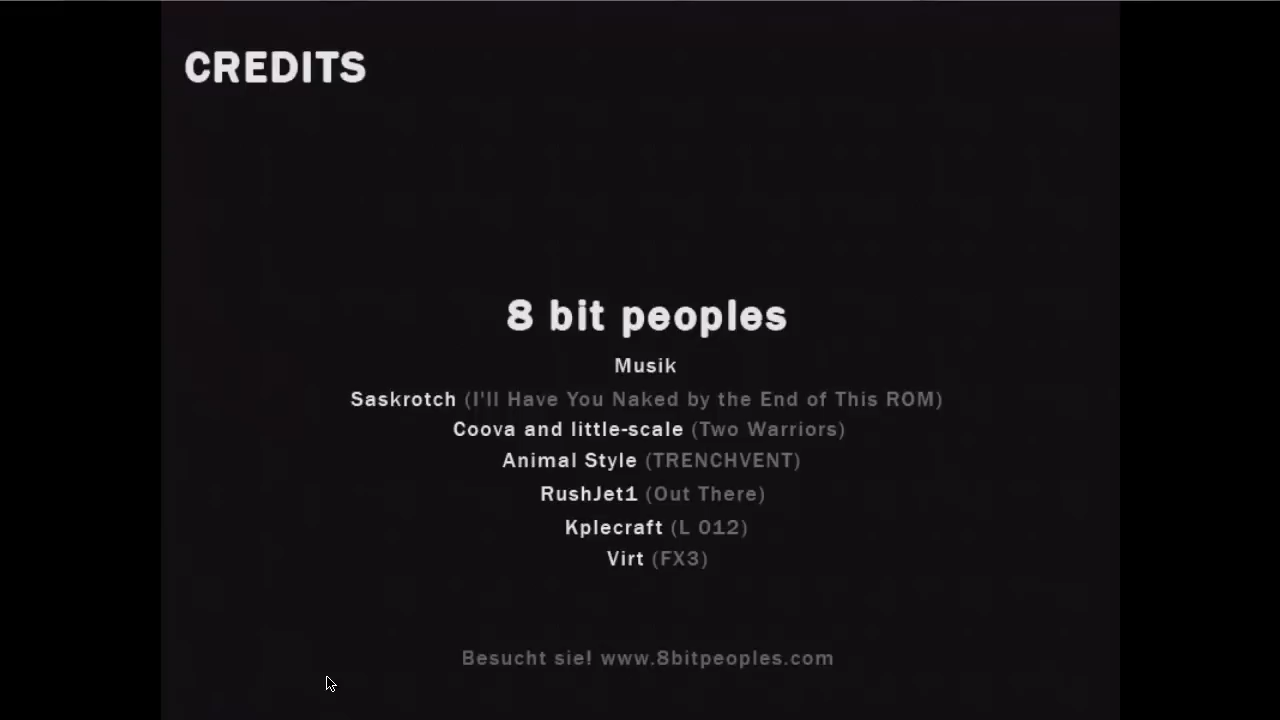 CREDITS
8 bit peoples
Musik
Saskrotch (I'll Have You Naked by the End of This ROM)
Coova and little-scale (Two Warriors)
Animal Style (TRENCHVENT)
RushJet1 (Out There)
Kplecraft (L 012)
Virt (FX3)
Besucht sie! www.8bitpeoples.com